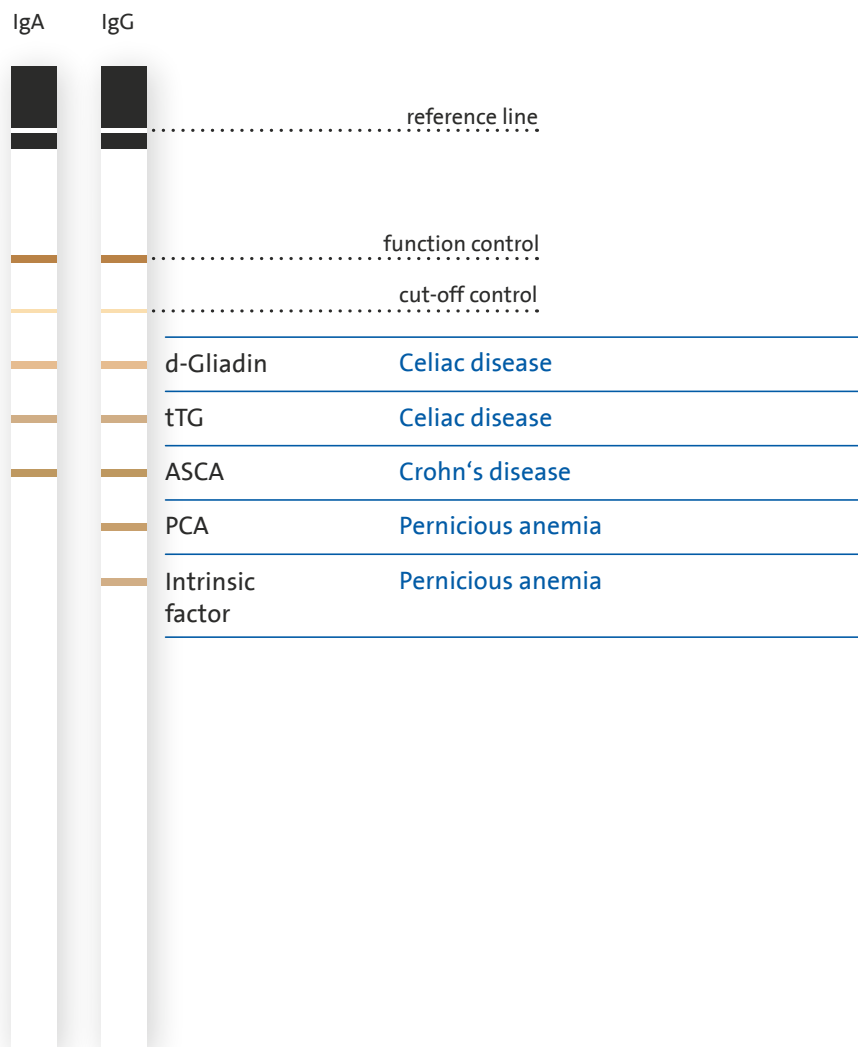 IgA IgG
reference line
function control
cut-off control
d-Gliadin Celiac disease
tTG Celiac disease
ASCA Crohn‘s disease
PCA Pernicious anemia
Intrinsic Pernicious anemia
factor